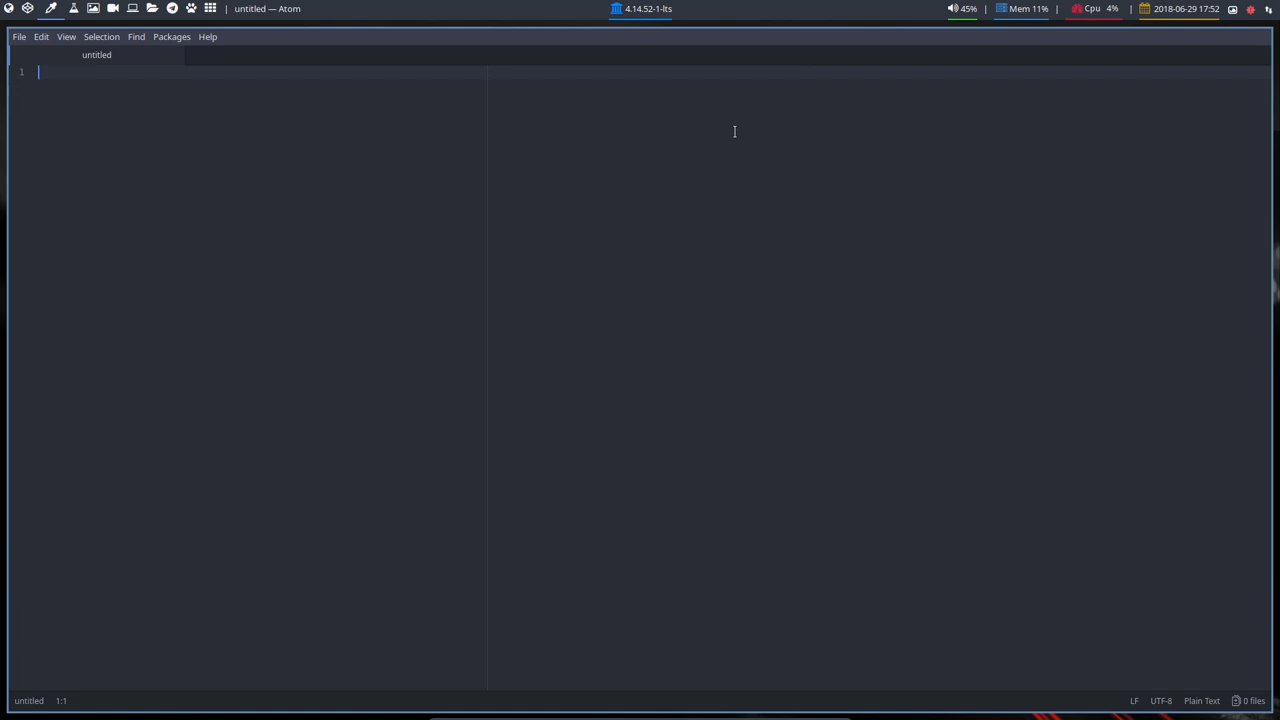 untitled — Atom
4.14.52-1-lts
45% | Mem 11% | Cpu 4% | 2018-06-29 17:52
File Edit View Selection Find Packages Help
untitled
1
untitled 1:1
LF UTF-8 Plain Text 0 files